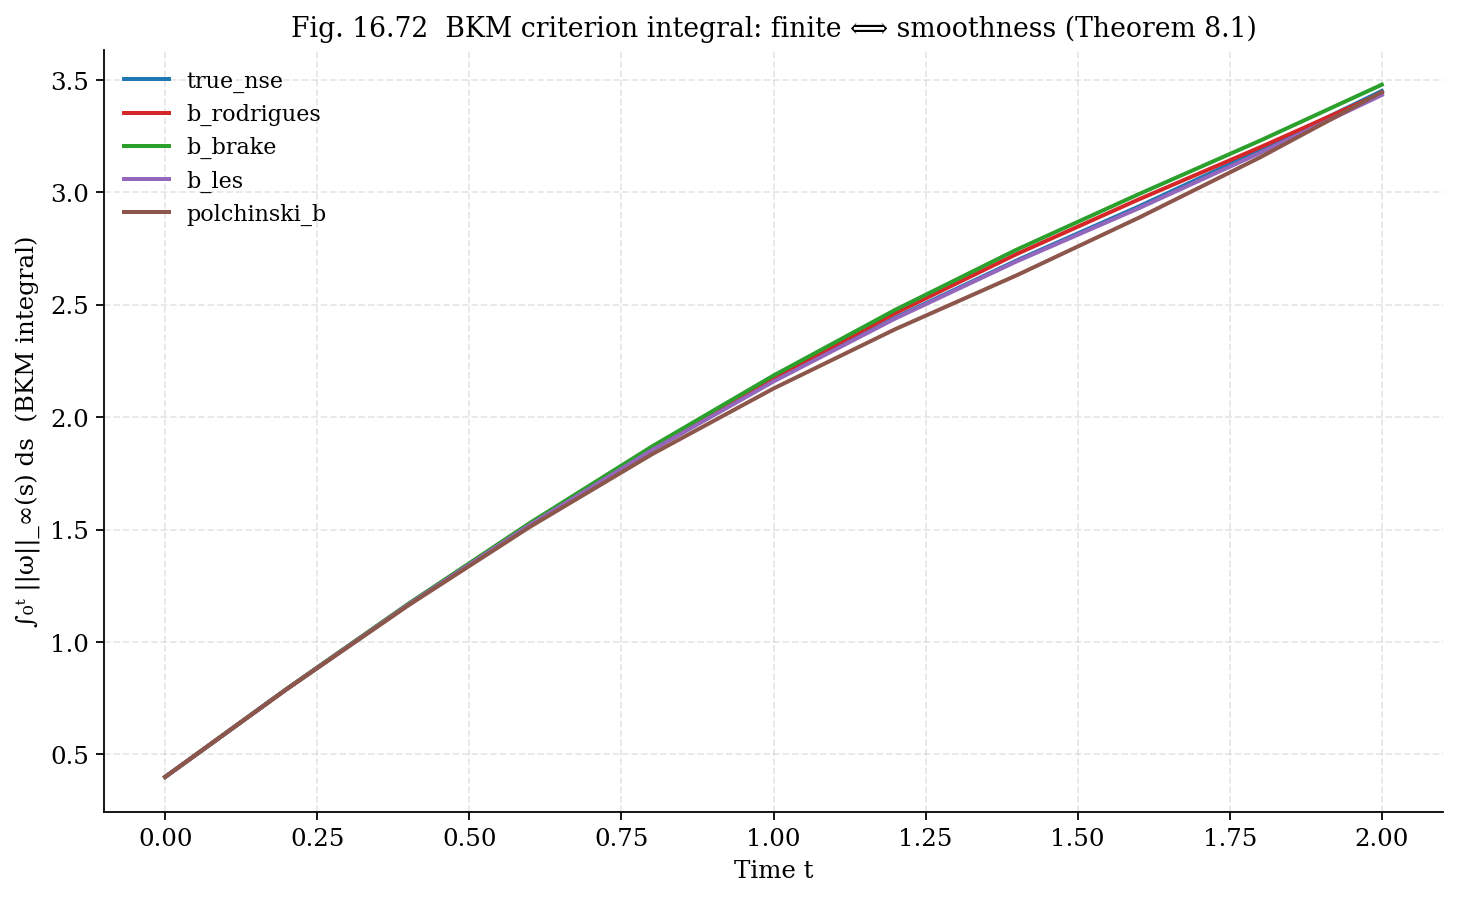 Fig. 16.72  BKM criterion integral: finite ⟺ smoothness (Theorem 8.1)
true_nse
b_rodrigues
b_brake
b_les
polchinski_b
∫₀ᵗ ||ω||_∞(s) ds  (BKM integral)
3.5
3.0
2.5
2.0
1.5
1.0
0.5
0.00 0.25 0.50 0.75 1.00 1.25 1.50 1.75 2.00
Time t